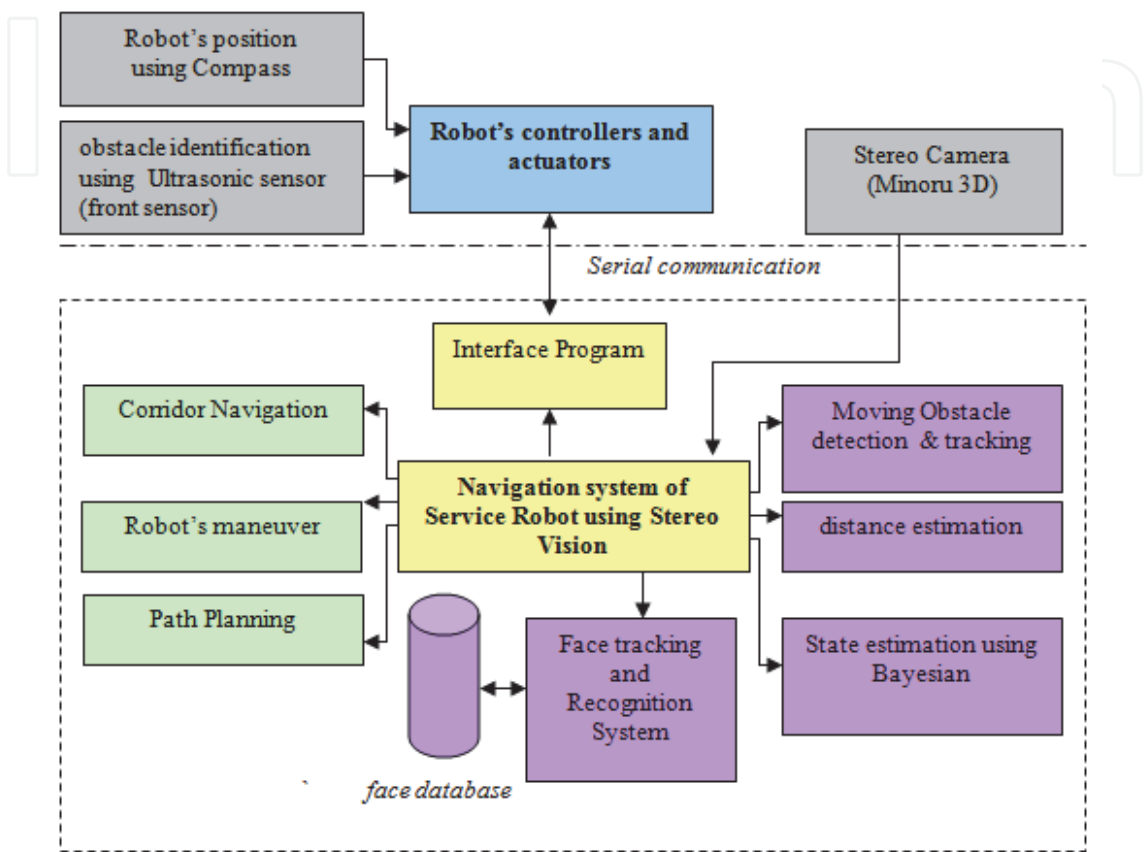 Robot's position
using Compass
obstacle identification
using Ultrasonic sensor
(front sensor)
Robot's controllers and
actuators
Stereo Camera
(Minoru 3D)
Serial communication
Interface Program
Corridor Navigation
Robot's maneuver
Path Planning
Navigation system of
Service Robot using Stereo
Vision
Moving Obstacle
detection & tracking
distance estimation
State estimation using
Bayesian
Face tracking
and
Recognition
System
face database